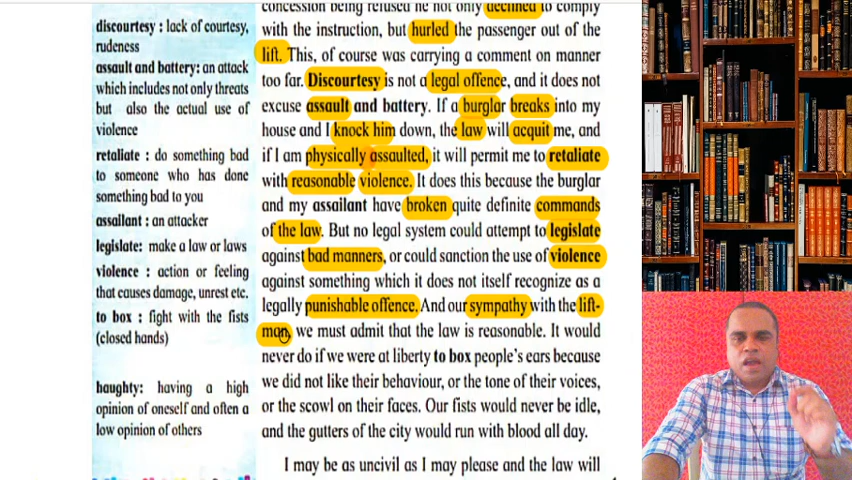 discourtesy : lack of courtesy,
rudeness
assault and battery: an attack
which includes not only threats
but also the actual use of
violence
retaliate : do something bad
to someone who has done
something bad to you
assailant : an attacker
legislate: make a law or laws
violence : action or feeling
that causes damage, unrest etc.
to box : fight with the fists
(closed hands)
haughty: having a high
opinion of oneself and often a
low opinion of others
concession being refused he not only declined to comply
with the instruction, but hurled the passenger out of the
lift. This, of course was carrying a comment on manner
too far. Discourtesy is not a legal offence, and it does not
excuse assault and battery. If a burglar breaks into my
house and I knock him down, the law will acquit me, and
if I am physically assaulted, it will permit me to retaliate
with reasonable violence. It does this because the burglar
and my assailant have broken quite definite commands
of the law. But no legal system could attempt to legislate
against bad manners, or could sanction the use of violence
against something which it does not itself recognize as a
legally punishable offence. And our sympathy with the lift-
man, we must admit that the law is reasonable. It would
never do if we were at liberty to box people's ears because
we did not like their behaviour, or the tone of their voices,
or the scowl on their faces. Our fists would never be idle,
and the gutters of the city would run with blood all day.
I may be as uncivil as I may please and the law will